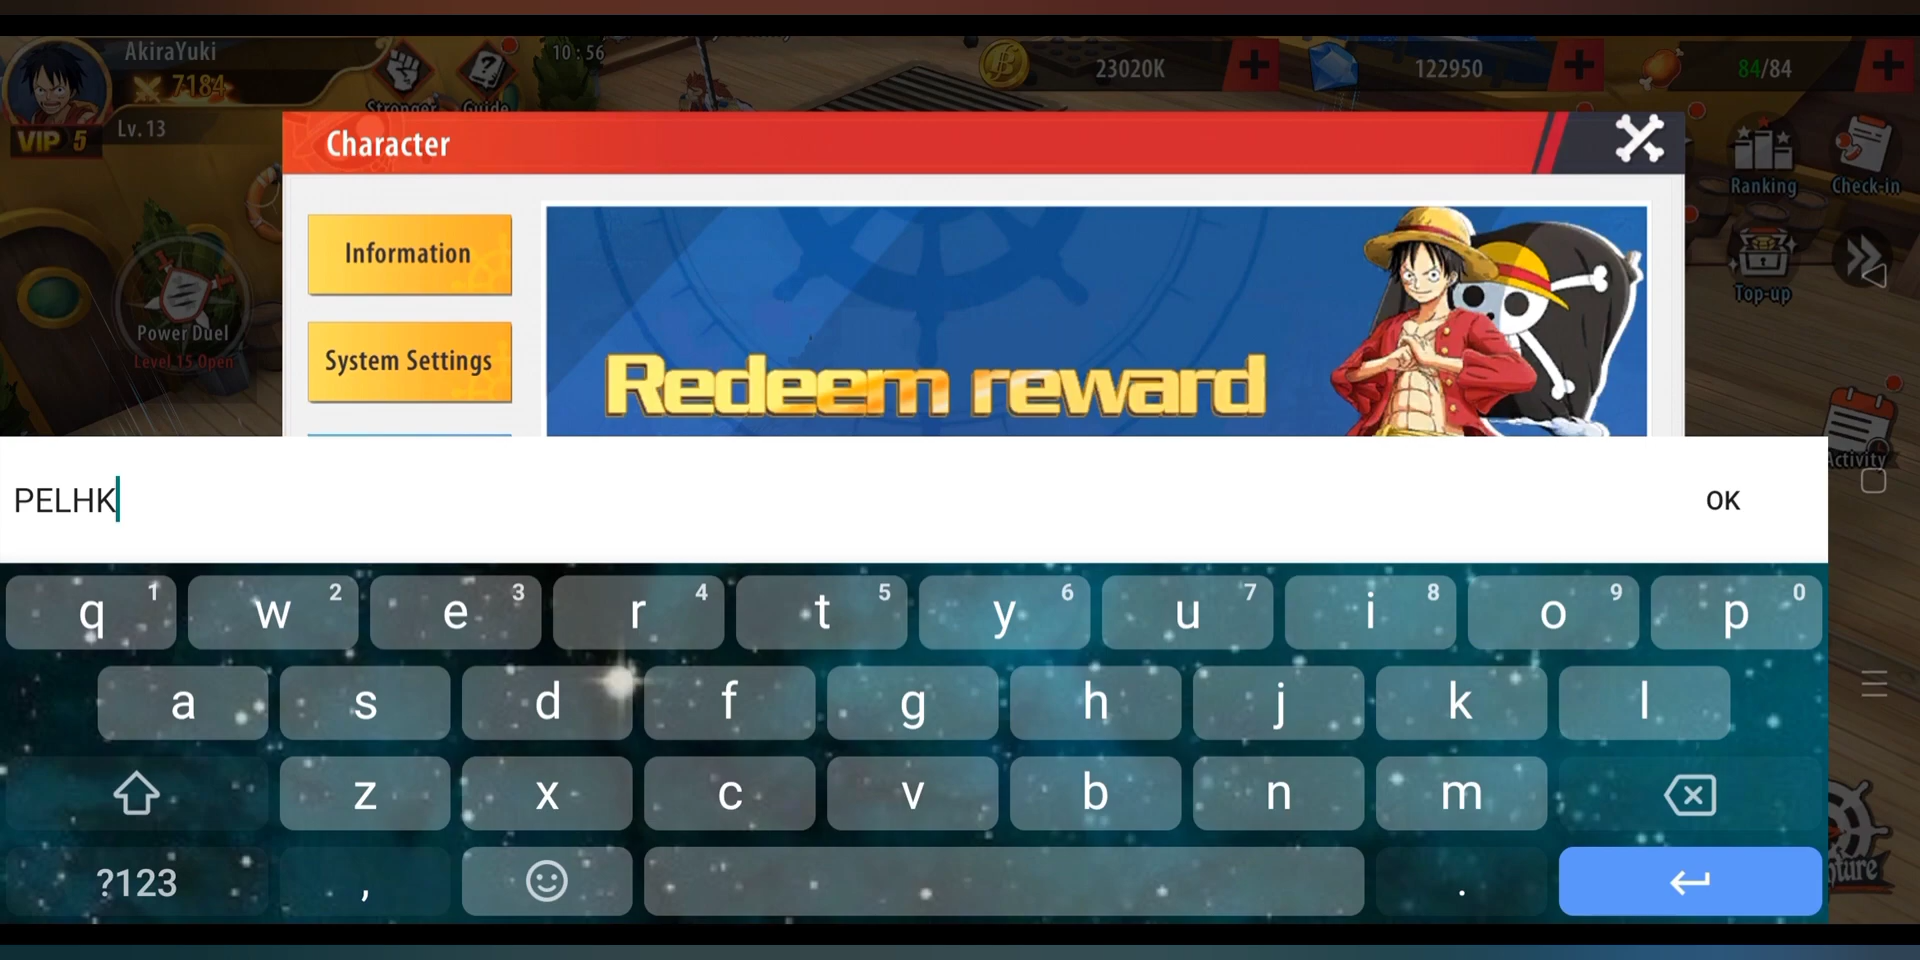 AkiraYuki
7184
VIP 5
Lv. 13
Stronger
Guide
10:56
23020K
122950
84/84
Character
Ranking
Check-in
Information
Power Duel
Level 15 Open
Top-up
System Settings
Redeem reward
Activity
PELHK
OK
q 1 w 2 e 3 r 4 t 5 y 6 u 7 i 8 o 9 p 0
a s d f g h j k l
z x c v b n m
?123 , .